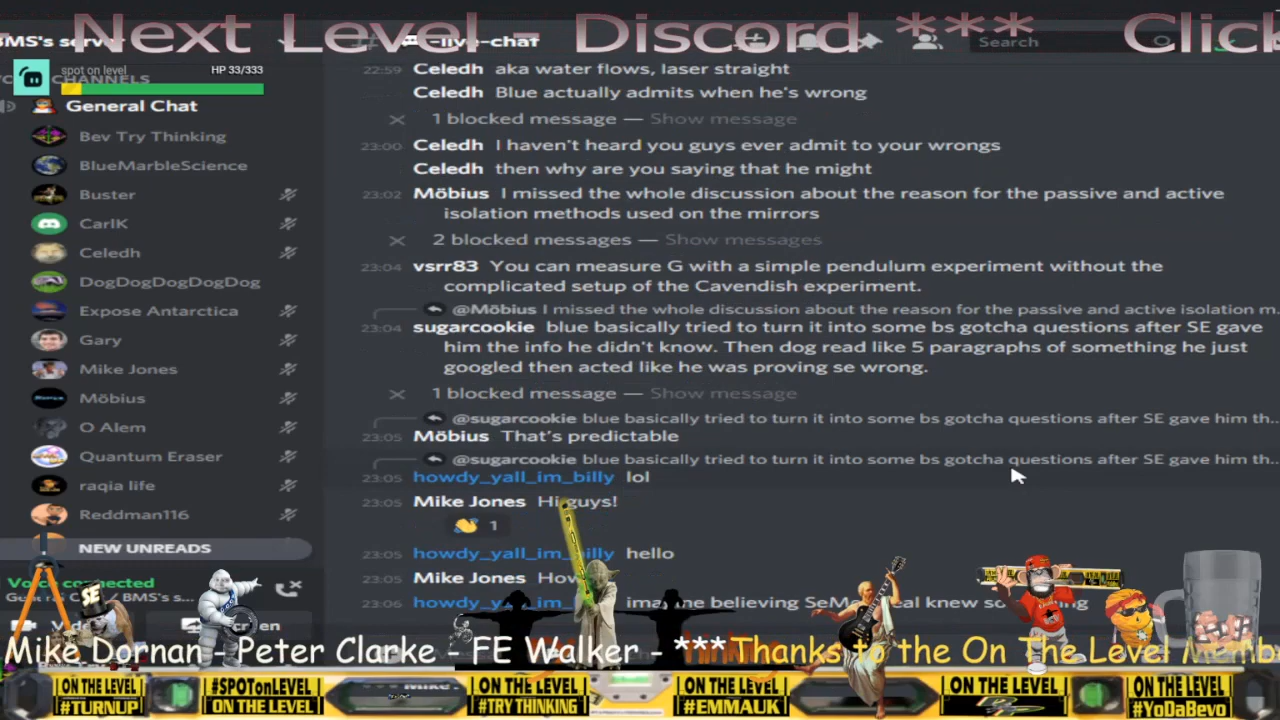 - Next Level - Discord *** Click
BMS's server
live-chat
Search
spot on level HP 33/333
CHANNELS
General Chat
Bev Try Thinking
BlueMarbleScience
Buster
CarlK
Celedh
DogDogDogDogDog
Expose Antarctica
Gary
Mike Jones
Möbius
O Alem
Quantum Eraser
raqia life
Reddman116
NEW UNREADS
Voice connected
/ BMS's s...
22:59 Celedh aka water flows, laser straight
Celedh Blue actually admits when he's wrong
1 blocked message — Show message
23:00 Celedh I haven't heard you guys ever admit to your wrongs
Celedh then why are you saying that he might
23:02 Möbius I missed the whole discussion about the reason for the passive and active
isolation methods used on the mirrors
2 blocked messages — Show messages
23:04 vsrr83 You can measure G with a simple pendulum experiment without the
complicated setup of the Cavendish experiment.
@Möbius I missed the whole discussion about the reason for the passive and active isolation m...
23:04 sugarcookie blue basically tried to turn it into some bs gotcha questions after SE gave
him the info he didn't know. Then dog read like 5 paragraphs of something he just
googled then acted like he was proving se wrong.
1 blocked message — Show message
@sugarcookie blue basically tried to turn it into some bs gotcha questions after SE gave him th...
23:05 Möbius That's predictable
@sugarcookie blue basically tried to turn it into some bs gotcha questions after SE gave him th...
23:05 howdy_yall_im_billy lol
23:05 Mike Jones Hi guys!
1
23:05 howdy_yall_im_billy hello
23:05 Mike Jones How
23:06 howdy_yall_im believing
SE
Mike Dornan - Peter Clarke - FE Walker - *** Thanks to the On The Level Memb
ON THE LEVEL
#TURNUP
#SPOTonLEVEL
ON THE LEVEL
ON THE LEVEL
#TRY THINKING
ON THE LEVEL
#EMMAUK
ON THE LEVEL
ON THE LEVEL
#YoDaBevo